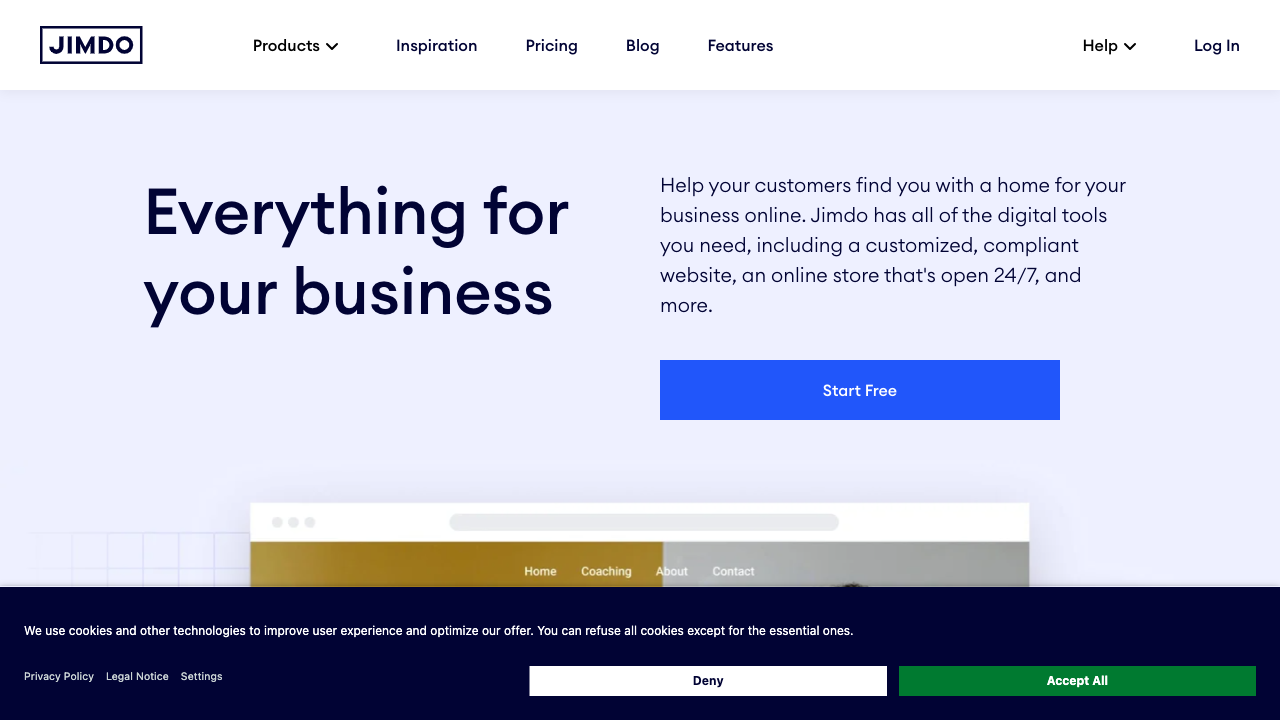 JIMDO
Products
Inspiration
Pricing
Blog
Features
Help
Log In
Everything for
your business
Help your customers find you with a home for your
business online. Jimdo has all of the digital tools
you need, including a customized, compliant
website, an online store that's open 24/7, and
more.
Start Free
Home
Coaching
About
Contact
We use cookies and other technologies to improve user experience and optimize our offer. You can refuse all cookies except for the essential ones.
Privacy Policy
Legal Notice
Settings
Deny
Accept All